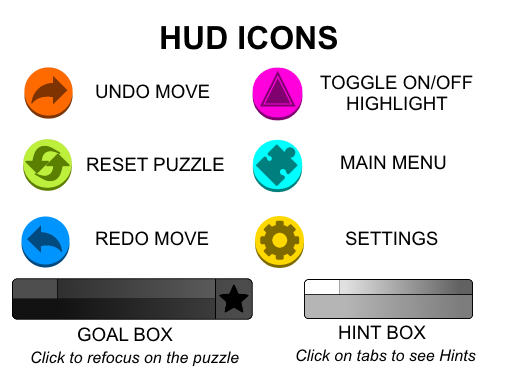 HUD ICONS
UNDO MOVE
TOGGLE ON/OFF
HIGHLIGHT
RESET PUZZLE
MAIN MENU
REDO MOVE
SETTINGS
GOAL BOX
Click to refocus on the puzzle
HINT BOX
Click on tabs to see Hints